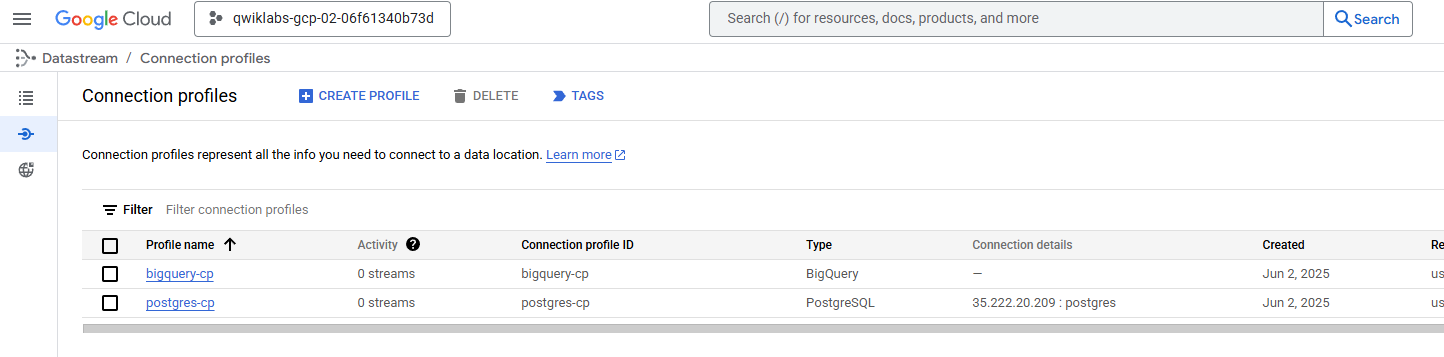 Google Cloud qwiklabs-gcp-02-06f61340b73d Search (/) for resources, docs, products, and more Search
Datastream / Connection profiles
Connection profiles CREATE PROFILE DELETE TAGS
Connection profiles represent all the info you need to connect to a data location. Learn more
Filter Filter connection profiles
Profile name Activity ? Connection profile ID Type Connection details Created Re
bigquery-cp 0 streams bigquery-cp BigQuery — Jun 2, 2025 us
postgres-cp 0 streams postgres-cp PostgreSQL 35.222.20.209 : postgres Jun 2, 2025 us